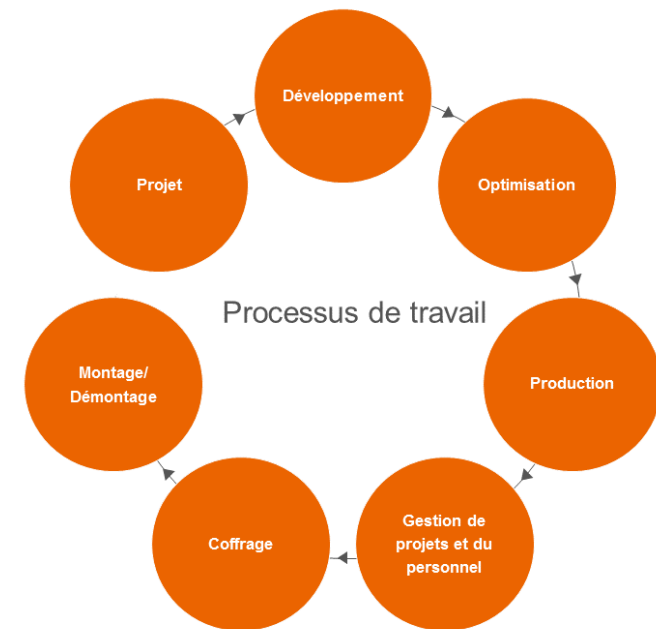 Développement
Projet
Optimisation
Processus de travail
Montage/
Démontage
Production
Gestion de
projets et du
personnel
Coffrage